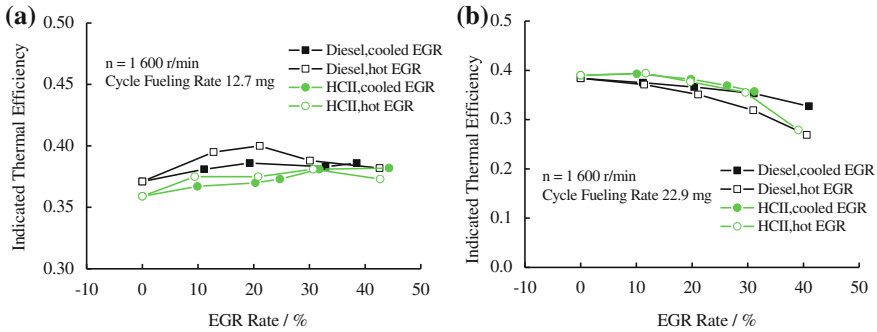 (a)
Indicated Thermal Efficiency
0.50
0.45
0.40
0.35
0.30
n = 1 600 r/min
Cycle Fueling Rate 12.7 mg
Diesel,cooled EGR
Diesel,hot EGR
HCII,cooled EGR
HCII,hot EGR
-10 0 10 20 30 40 50
EGR Rate / %
(b)
Indicated Thermal Efficiency
0.5
0.4
0.3
0.2
0.1
0.0
n = 1 600 r/min
Cycle Fueling Rate 22.9 mg
Diesel,cooled EGR
Diesel,hot EGR
HCII,cooled EGR
HCII,hot EGR
-10 0 10 20 30 40 50
EGR Rate / %